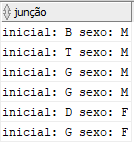 junção
inicial: B sexo: M
inicial: T sexo: M
inicial: G sexo: M
inicial: G sexo: M
inicial: D sexo: F
inicial: G sexo: F